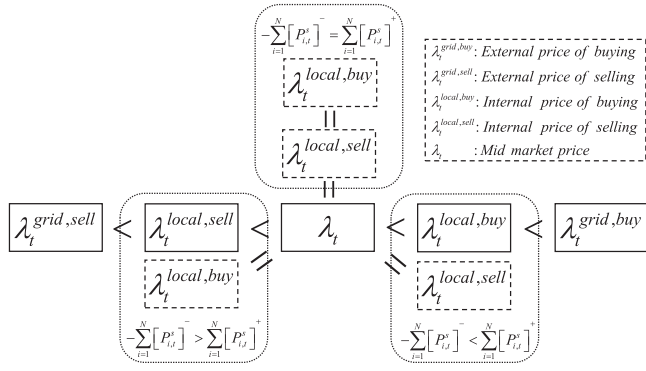 −∑_{i=1}^{N}[P_{i,t}^{s}]^{−} = ∑_{i=1}^{N}[P_{i,t}^{s}]^{+}
λ_t^{local,buy}
=
λ_t^{local,sell}
=
λ_t^{grid,buy}: External price of buying
λ_t^{grid,sell}: External price of selling
λ_t^{local,buy}: Internal price of buying
λ_t^{local,sell}: Internal price of selling
λ_t : Mid market price
λ_t^{grid,sell} < λ_t^{local,sell} < λ_t < λ_t^{local,buy} < λ_t^{grid,buy}
λ_t^{local,buy} = = λ_t^{local,sell}
−∑_{i=1}^{N}[P_{i,t}^{s}]^{−} > ∑_{i=1}^{N}[P_{i,t}^{s}]^{+}
−∑_{i=1}^{N}[P_{i,t}^{s}]^{−} < ∑_{i=1}^{N}[P_{i,t}^{s}]^{+}